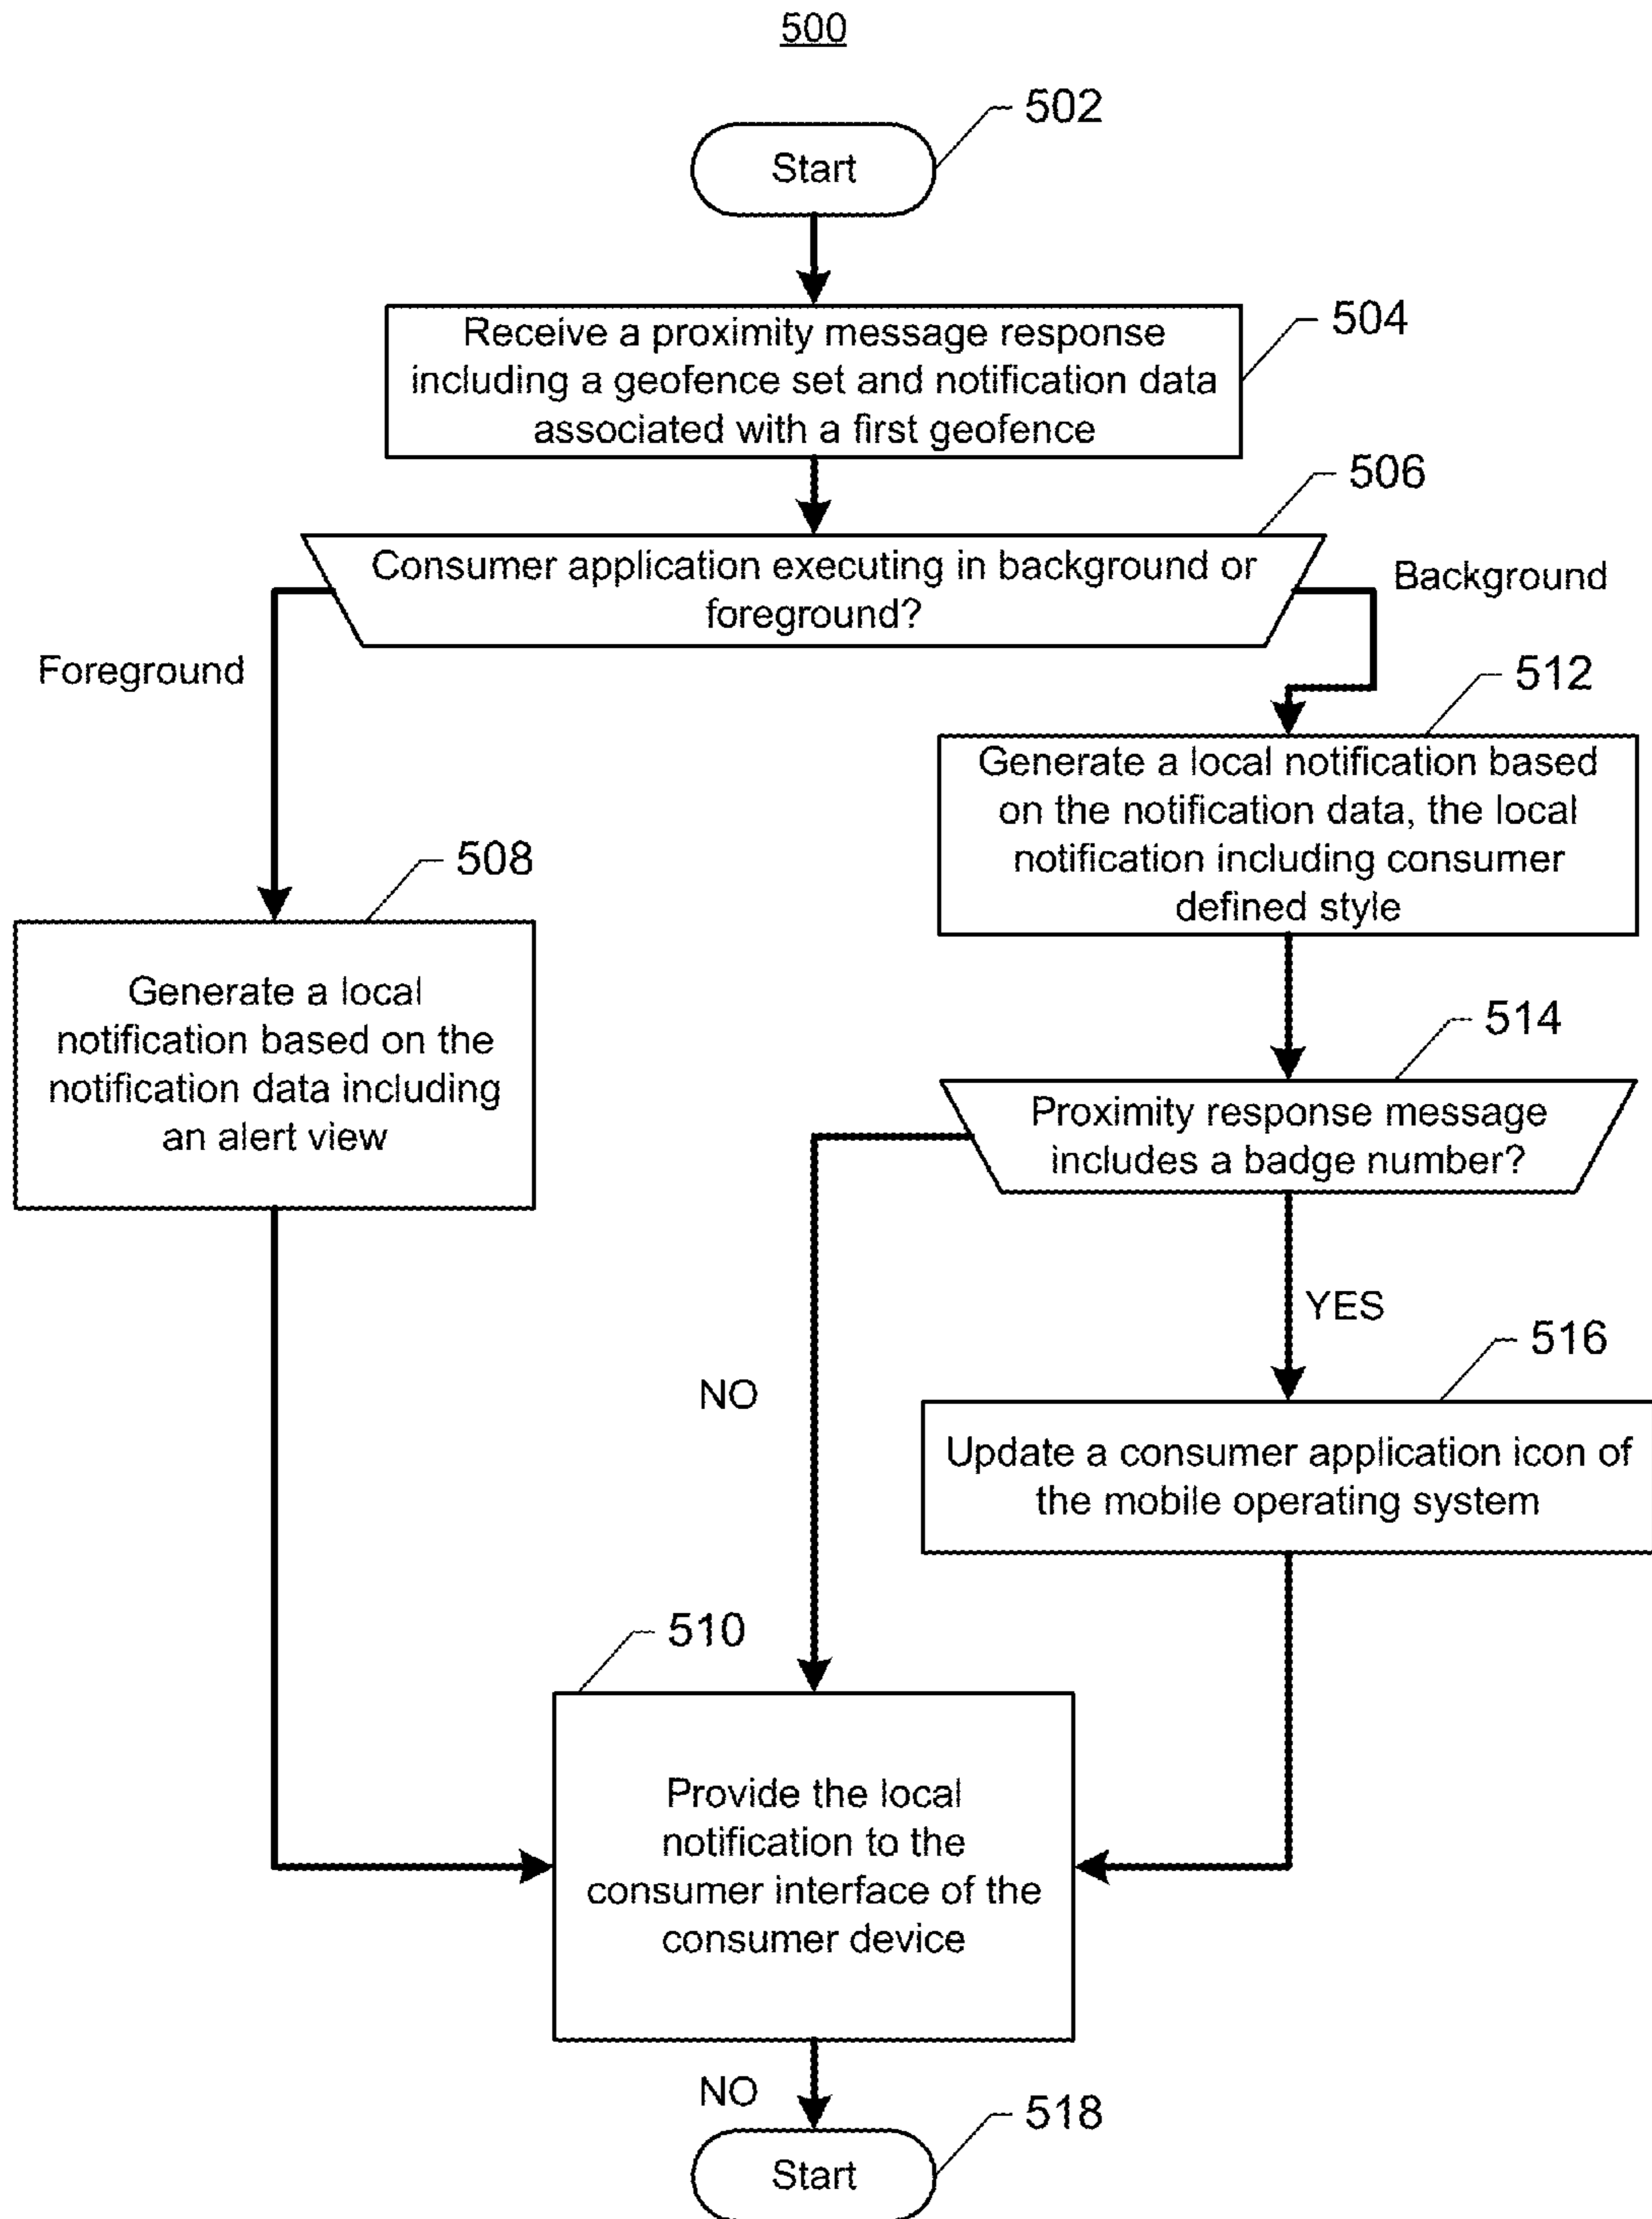 500
502
Start
504
Receive a proximity message response
including a geofence set and notification data
associated with a first geofence
506
Consumer application executing in background or
foreground?
Background
Foreground
512
Generate a local notification based
on the notification data, the local
notification including consumer
defined style
508
Generate a local
notification based on the
notification data including
an alert view
514
Proximity response message
includes a badge number?
YES
NO
516
Update a consumer application icon of
the mobile operating system
510
Provide the local
notification to the
consumer interface of the
consumer device
NO
518
Start